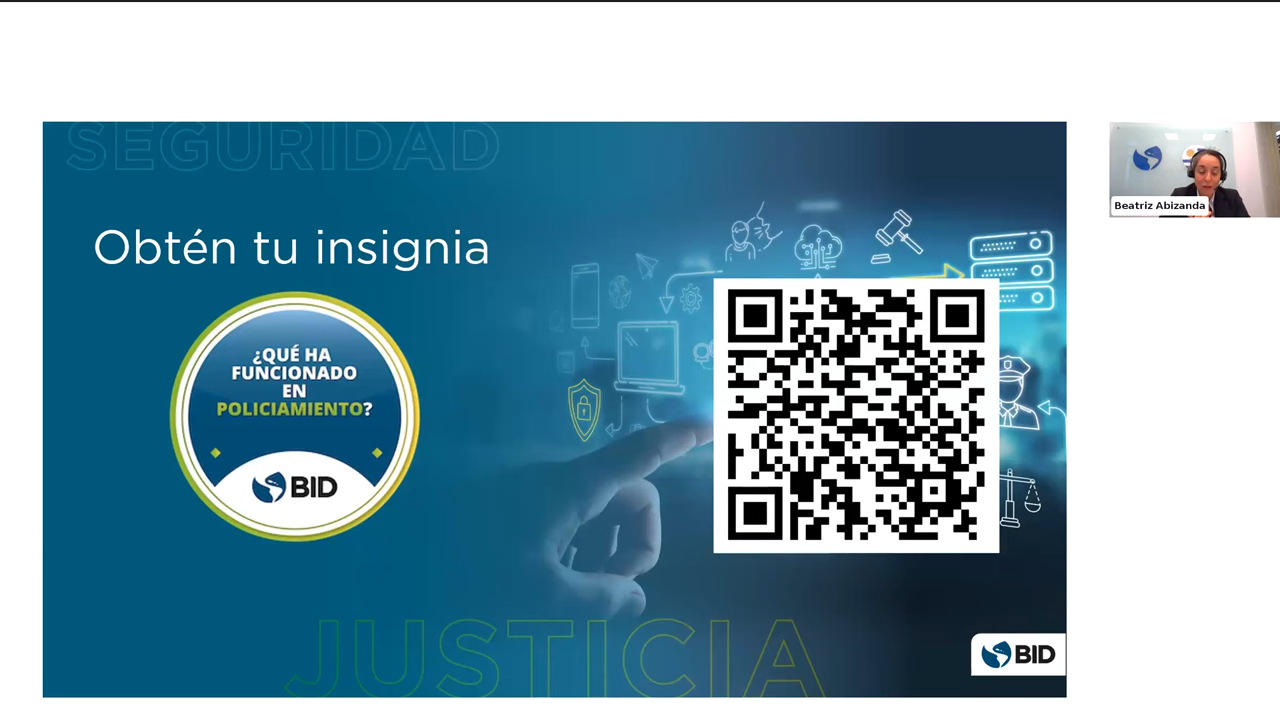 SEGURIDAD
Obtén tu insignia
¿QUÉ HA
FUNCIONADO
EN
POLICIAMIENTO?
BID
JUSTICIA
BID
Beatriz Abizanda